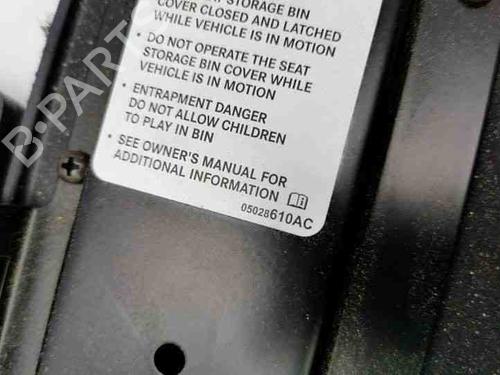 SEAT STORAGE BIN
COVER CLOSED AND LATCHED
WHILE VEHICLE IS IN MOTION
• DO NOT OPERATE THE SEAT
STORAGE BIN COVER WHILE
VEHICLE IS IN MOTION
• ENTRAPMENT DANGER
DO NOT ALLOW CHILDREN
TO PLAY IN BIN
• SEE OWNER'S MANUAL FOR
ADDITIONAL INFORMATION
05028610AC
B-PARTS